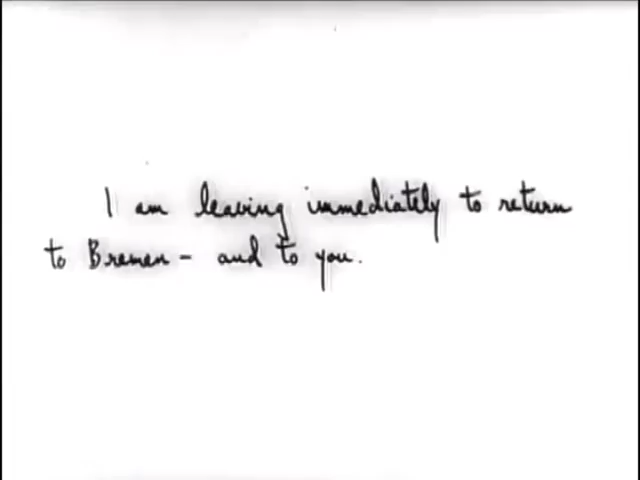 I am leaving immediately to return
to Bremen - and to you.